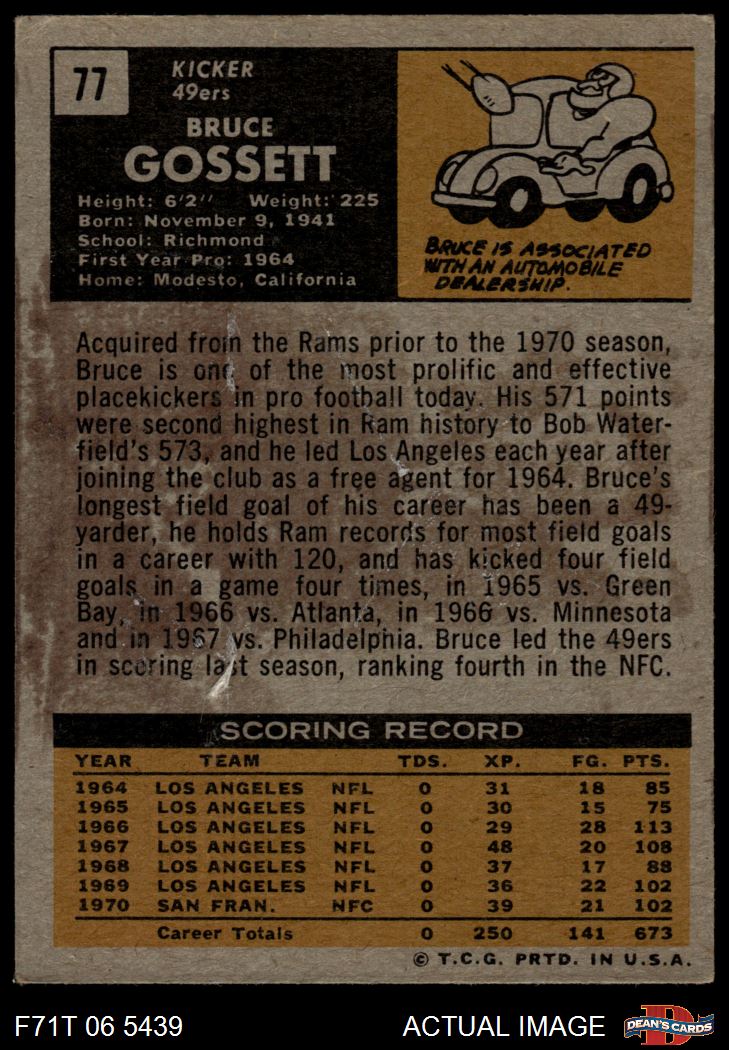 77
KICKER
49ers
BRUCE
GOSSETT
Height: 6'2" Weight: 225
Born: November 9, 1941
School: Richmond
First Year Pro: 1964
Home: Modesto, California
BRUCE IS ASSOCIATED
WITH AN AUTOMOBILE
DEALERSHIP.
Acquired from the Rams prior to the 1970 season,
Bruce is one of the most prolific and effective
placekickers in pro football today. His 571 points
were second highest in Ram history to Bob Water-
field's 573, and he led Los Angeles each year after
joining the club as a free agent for 1964. Bruce's
longest field goal of his career has been a 49-
yarder, he holds Ram records for most field goals
in a career with 120, and has kicked four field
goals in a game four times, in 1965 vs. Green
Bay, in 1966 vs. Atlanta, in 1966 vs. Minnesota
and in 1967 vs. Philadelphia. Bruce led the 49ers
in scoring last season, ranking fourth in the NFC.
SCORING RECORD
YEAR TEAM TDS. XP. FG. PTS.
1964 LOS ANGELES NFL 0 31 18 85
1965 LOS ANGELES NFL 0 30 15 75
1966 LOS ANGELES NFL 0 29 28 113
1967 LOS ANGELES NFL 0 48 20 108
1968 LOS ANGELES NFL 0 37 17 88
1969 LOS ANGELES NFL 0 36 22 102
1970 SAN FRAN. NFC 0 39 21 102
Career Totals 0 250 141 673
© T.C.G. PRTD. IN U.S.A.
F71T 06 5439 ACTUAL IMAGE D DEAN'S CARDS